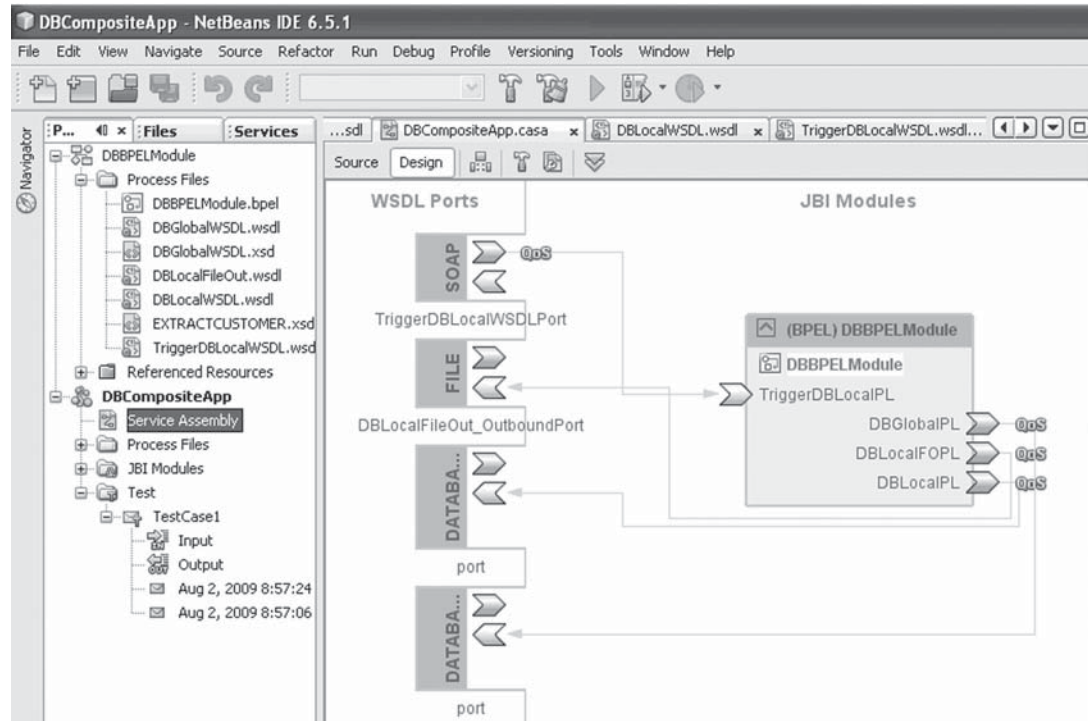 DBCompositeApp - NetBeans IDE 6.5.1
File Edit View Navigate Source Refactor Run Debug Profile Versioning Tools Window Help
P... Files Services
...sdl DBCompositeApp.casa DBLocalWSDL.wsdl TriggerDBLocalWSDL.wsdl...
Navigator
Source Design
DBBPELModule
Process Files
DBBPELModule.bpel
DBGlobalWSDL.wsdl
DBGlobalWSDL.xsd
DBLocalFileOut.wsdl
DBLocalWSDL.wsdl
EXTRACTCUSTOMER.xsd
TriggerDBLocalWSDL.wsd
Referenced Resources
DBCompositeApp
Service Assembly
Process Files
JBI Modules
Test
TestCase1
Input
Output
Aug 2, 2009 8:57:24
Aug 2, 2009 8:57:06
WSDL Ports
SOAP
QoS
TriggerDBLocalWSDLPort
FILE
DBLocalFileOut_OutboundPort
DATABA...
port
DATABA...
port
JBI Modules
(BPEL) DBBPELModule
DBBPELModule
TriggerDBLocalPL
DBGlobalPL QoS
DBLocalFOPL QoS
DBLocalPL QoS